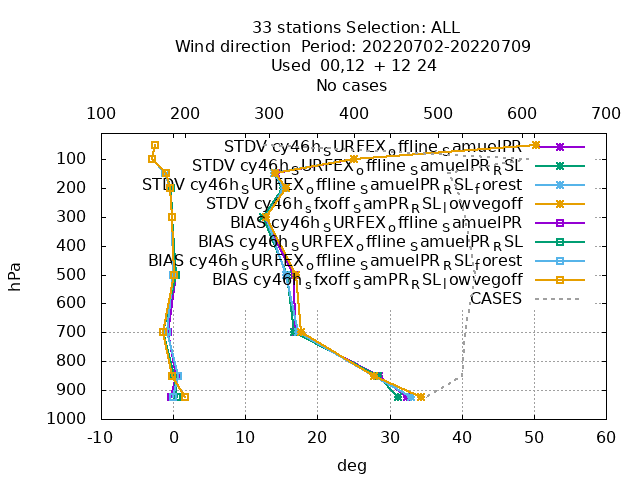 33 stations Selection: ALL
Wind direction  Period: 20220702-20220709
Used  00,12  + 12 24
No cases
100 200 300 400 500 600 700
STDV cy46h_SURFEX_offline_SamuelPR
100 STDV cy46h_SURFEX_offline_SamuelPR_RSL
200 STDV cy46h_SURFEX_offline_SamuelPR_RSL_forest
STDV cy46h_sfxoff_SamPR_RSL_lowvegoff
300 BIAS cy46h_SURFEX_offline_SamuelPR
400 BIAS cy46h_SURFEX_offline_SamuelPR_RSL
BIAS cy46h_SURFEX_offline_SamuelPR_RSL_forest
500 BIAS cy46h_sfxoff_SamPR_RSL_lowvegoff
600 CASES
700
800
900
1000
hPa
-10 0 10 20 30 40 50 60
deg